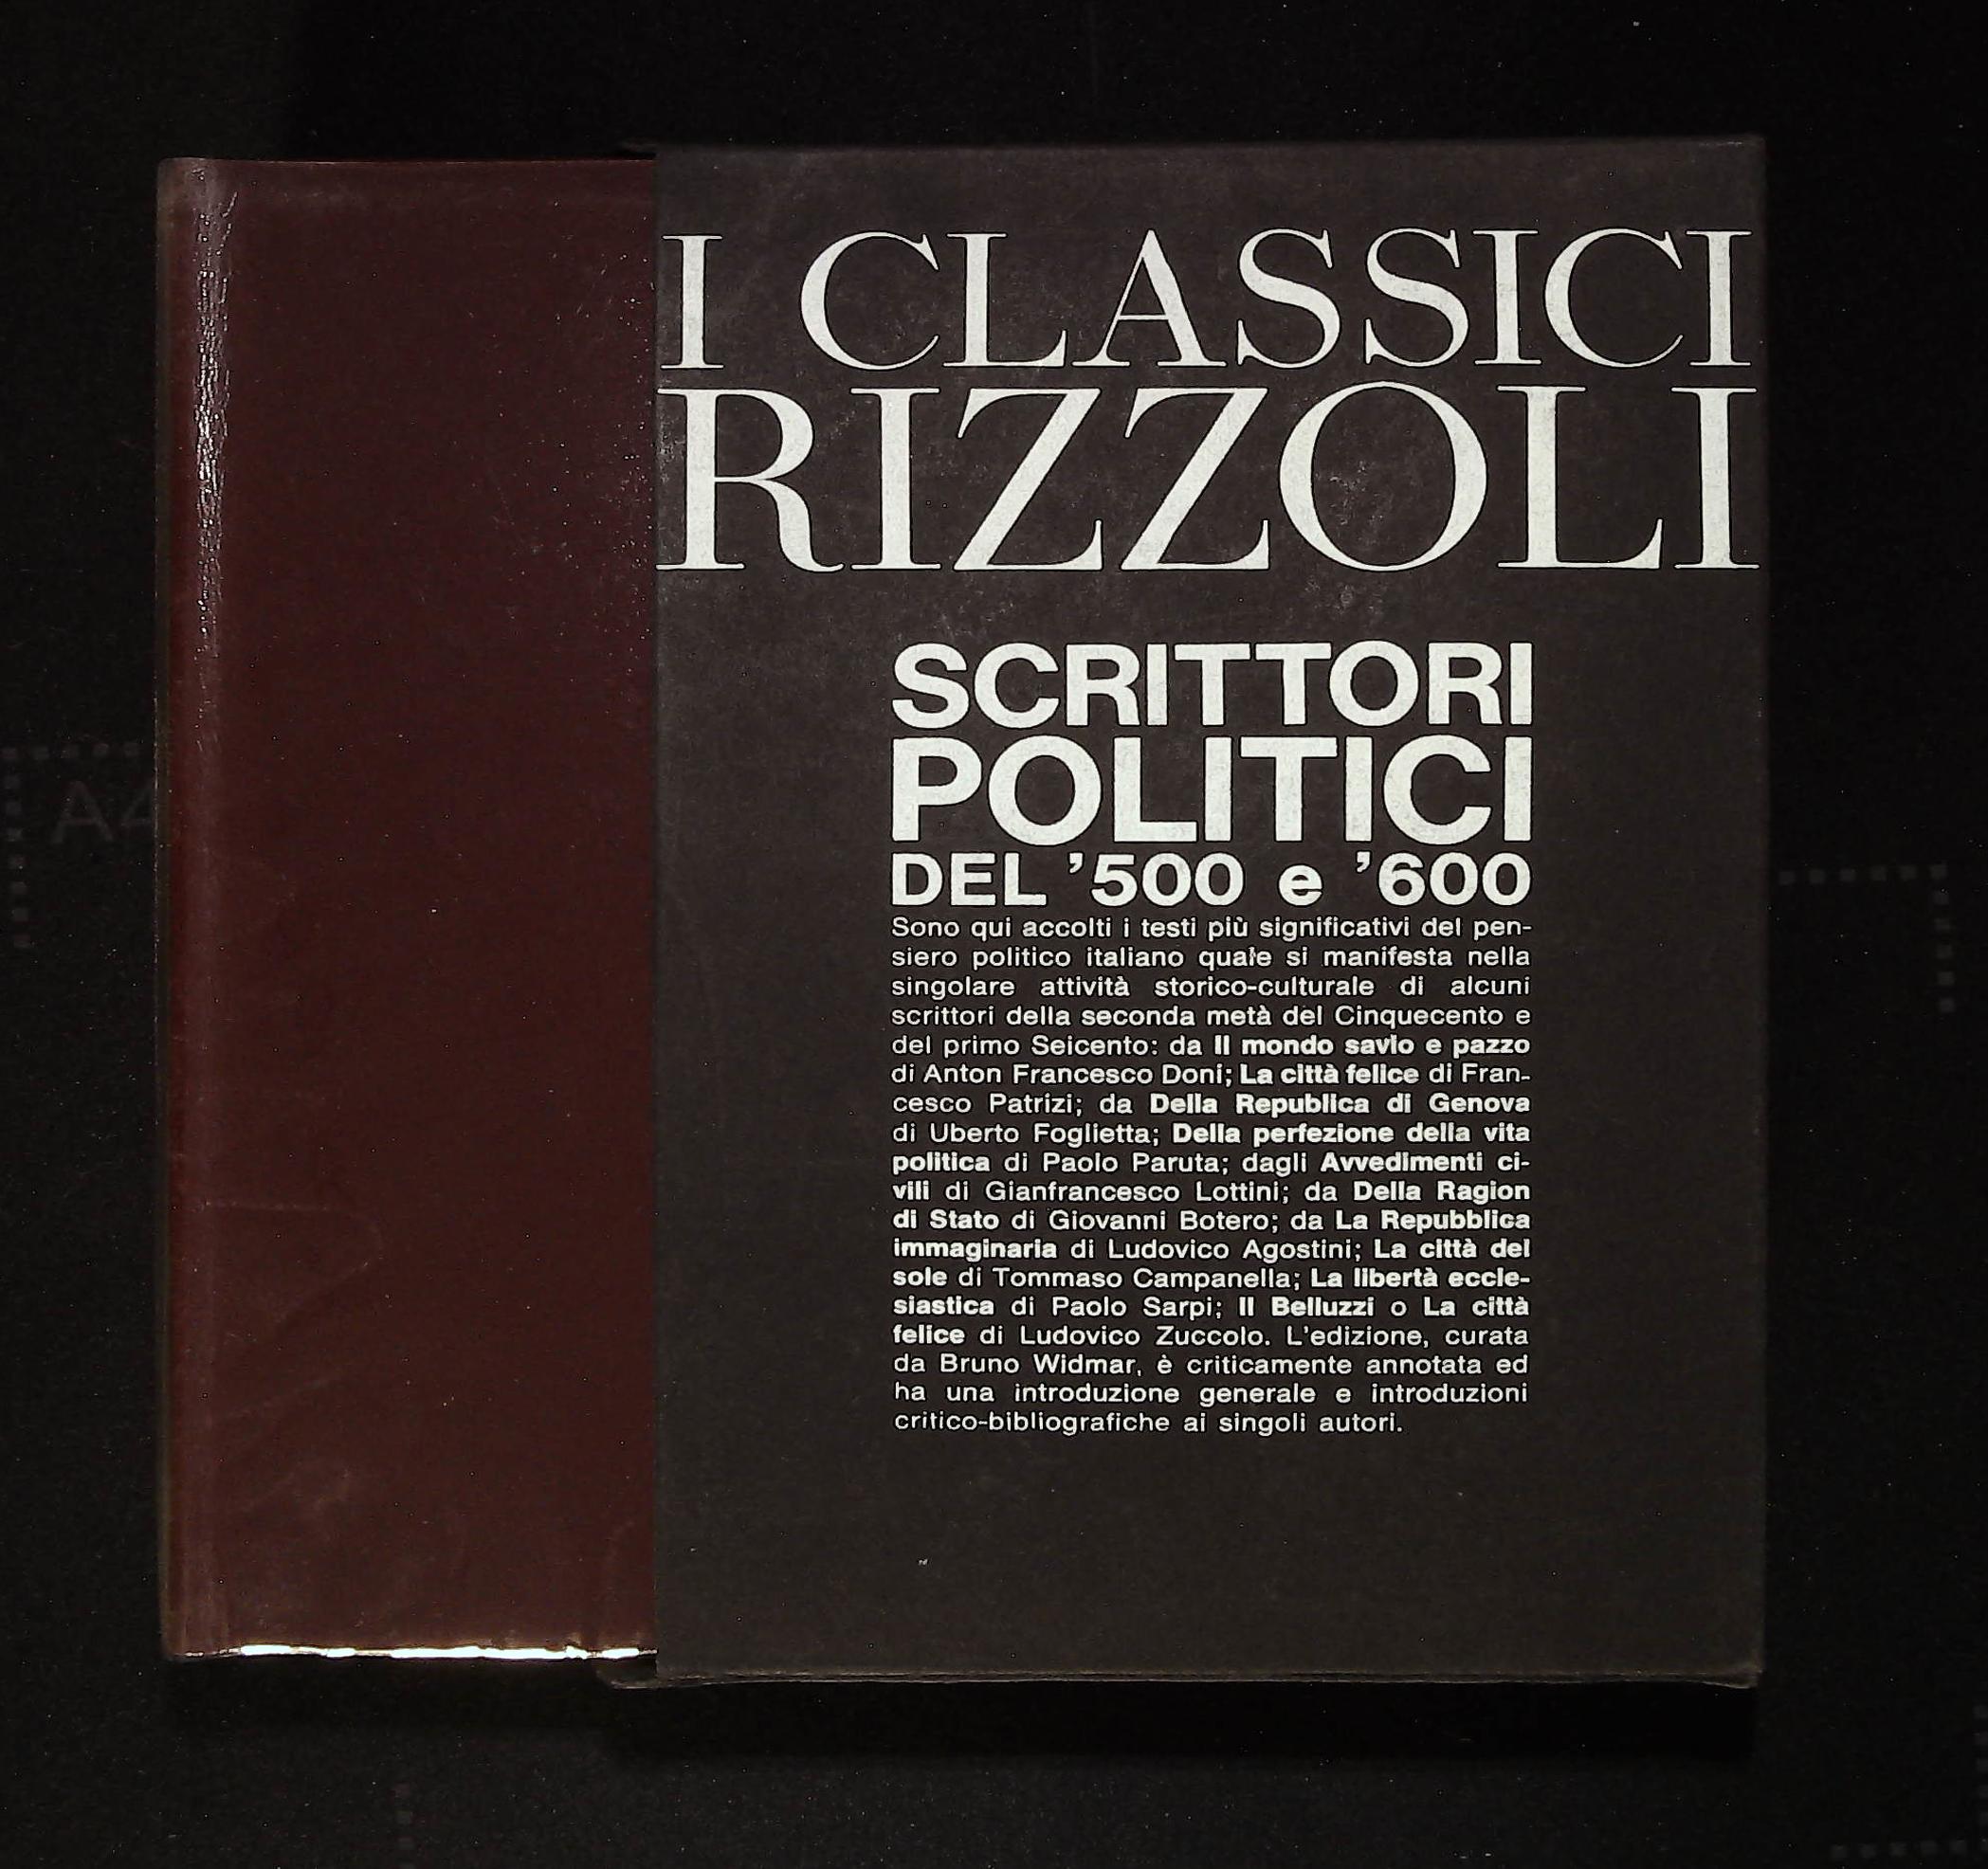 I CLASSICI
RIZZOLI
SCRITTORI
POLITICI
DEL '500 e '600
Sono qui accolti i testi più significativi del pen-
siero politico italiano quale si manifesta nella
singolare attività storico-culturale di alcuni
scrittori della seconda metà del Cinquecento e
del primo Seicento: da Il mondo savio e pazzo
di Anton Francesco Doni; La città felice di Fran-
cesco Patrizi; da Della Republica di Genova
di Uberto Foglietta; Della perfezione della vita
politica di Paolo Paruta; dagli Avvedimenti ci-
vili di Gianfrancesco Lottini; da Della Ragion
di Stato di Giovanni Botero; da La Repubblica
immaginaria di Ludovico Agostini; La città del
sole di Tommaso Campanella; La libertà eccle-
siastica di Paolo Sarpi; Il Belluzzi o La città
felice di Ludovico Zuccolo. L'edizione, curata
da Bruno Widmar, è criticamente annotata ed
ha una introduzione generale e introduzioni
critico-bibliografiche ai singoli autori.
A4